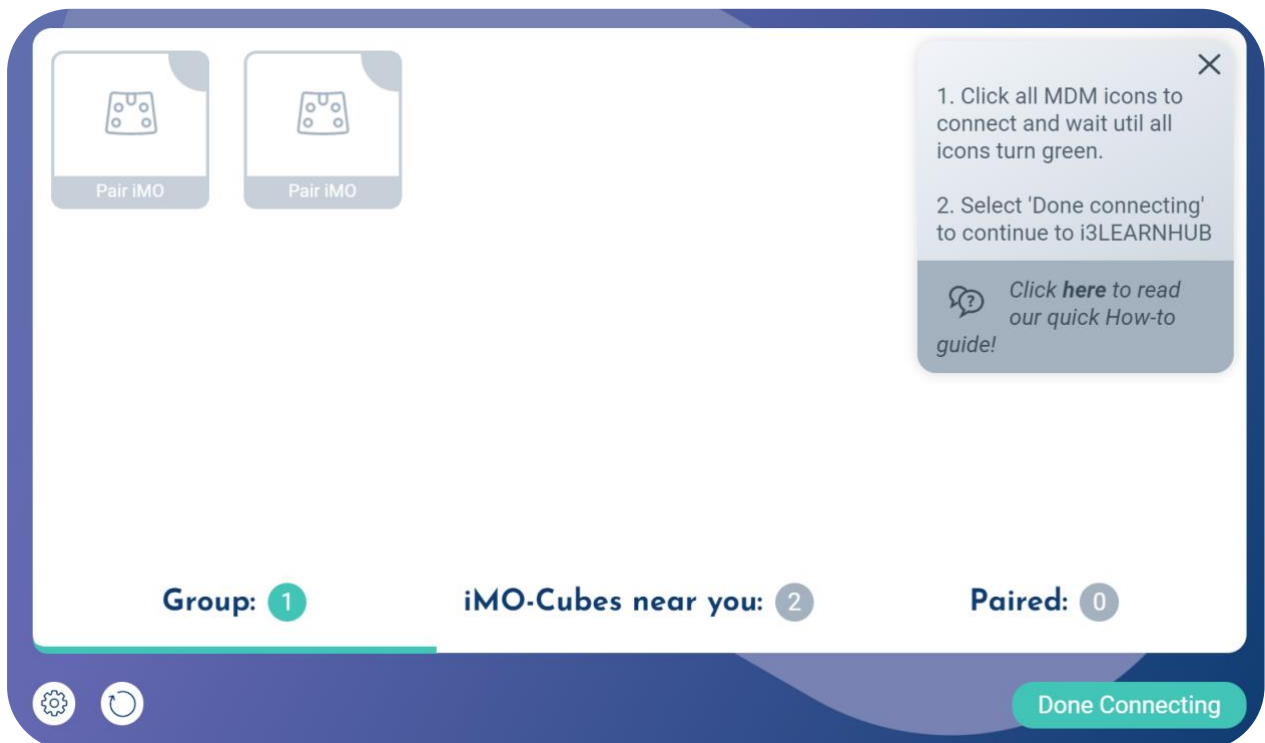 Pair iMO
Pair iMO
1. Click all MDM icons to
connect and wait util all
icons turn green.
2. Select 'Done connecting'
to continue to i3LEARNHUB
Click here to read
our quick How-to
guide!
Group: 1
iMO-Cubes near you: 2
Paired: 0
Done Connecting